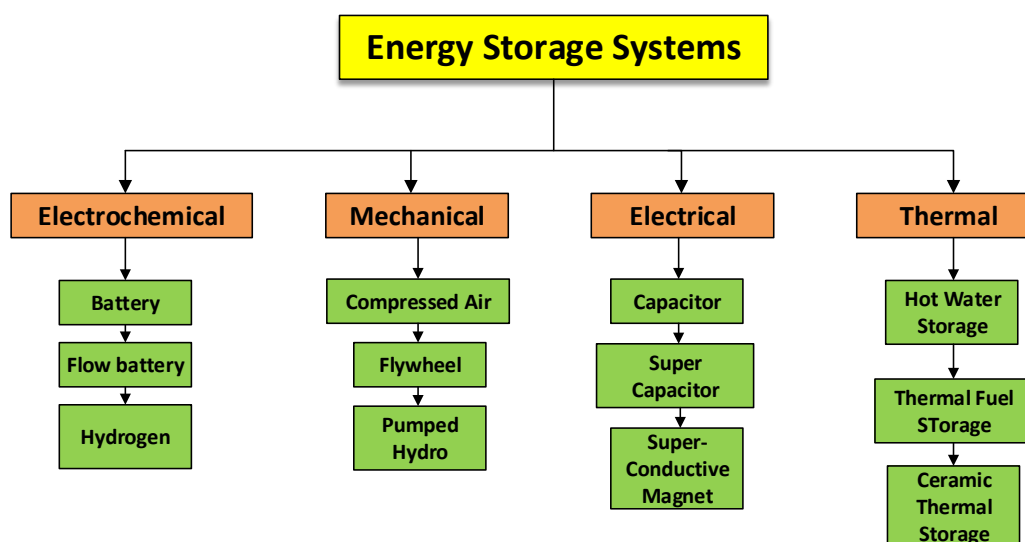 Energy Storage Systems
Electrochemical
Mechanical
Electrical
Thermal
Battery
Flow battery
Hydrogen
Compressed Air
Flywheel
Pumped
Hydro
Capacitor
Super
Capacitor
Super-
Conductive
Magnet
Hot Water
Storage
Thermal Fuel
STorage
Ceramic
Thermal
Storage